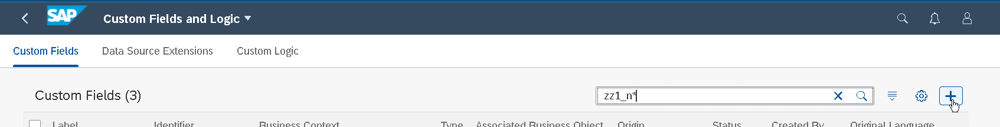 SAP Custom Fields and Logic
Custom Fields Data Source Extensions Custom Logic
Custom Fields (3) zz1_n*
Label Identifier Business Context Type Associated Business Object Origin Status Created By Original Language